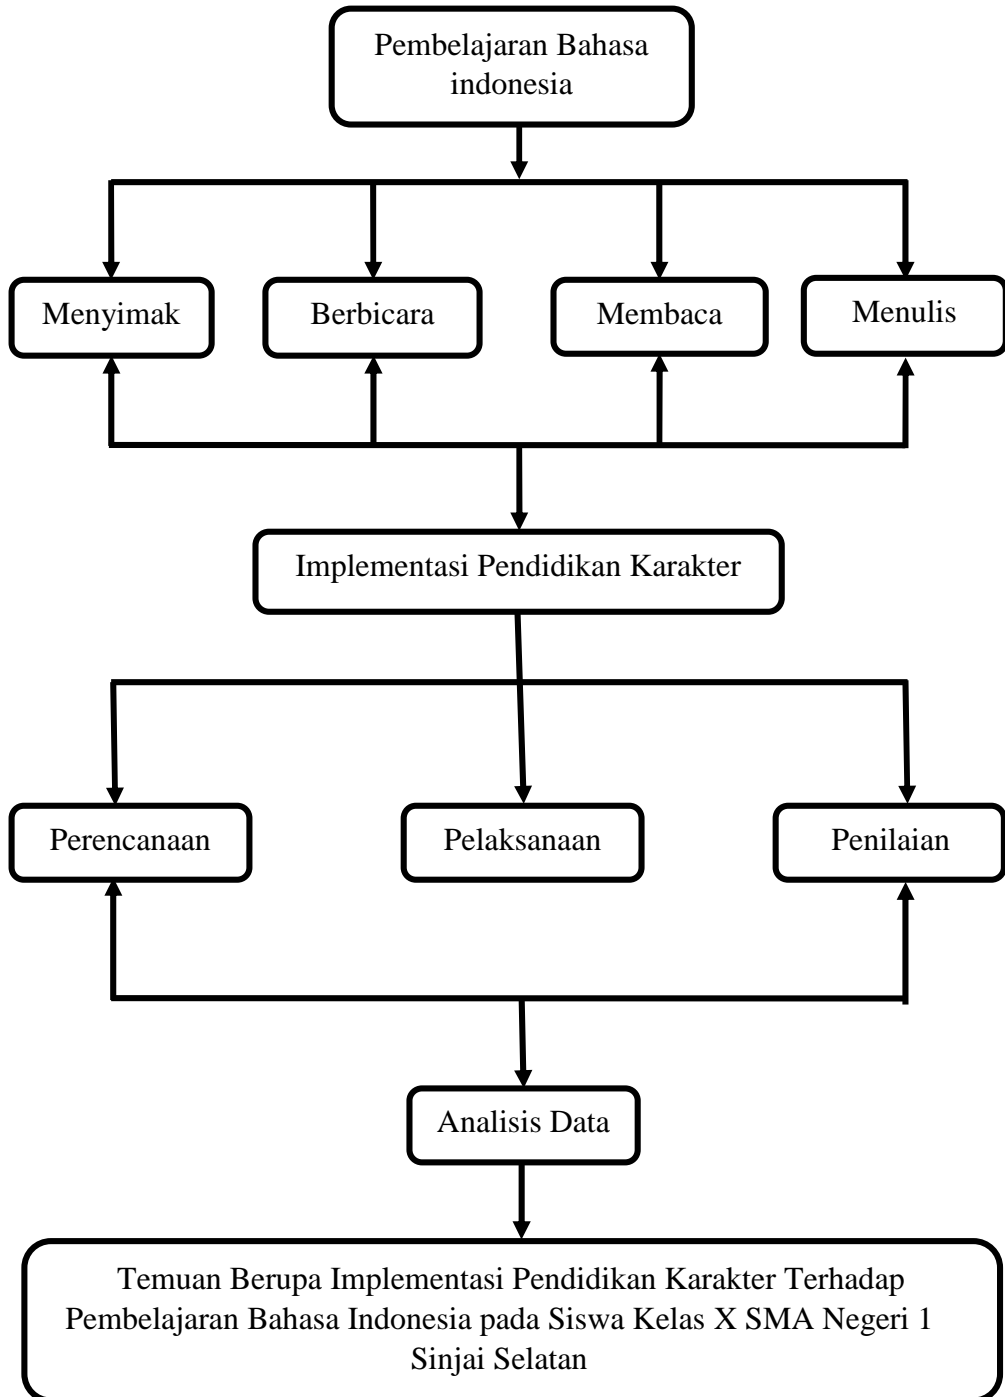 Pembelajaran Bahasa
indonesia
Menyimak
Berbicara
Membaca
Menulis
Implementasi Pendidikan Karakter
Perencanaan
Pelaksanaan
Penilaian
Analisis Data
Temuan Berupa Implementasi Pendidikan Karakter Terhadap
Pembelajaran Bahasa Indonesia pada Siswa Kelas X SMA Negeri 1
Sinjai Selatan